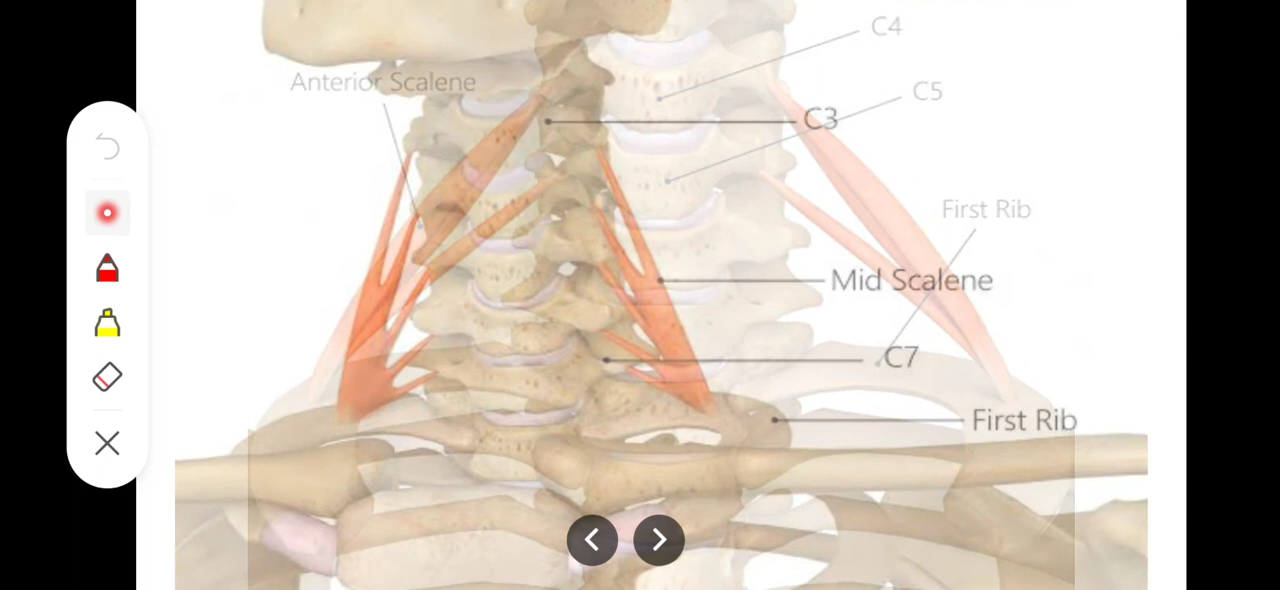 C4
Anterior Scalene
C5
C3
First Rib
Mid Scalene
C7
First Rib